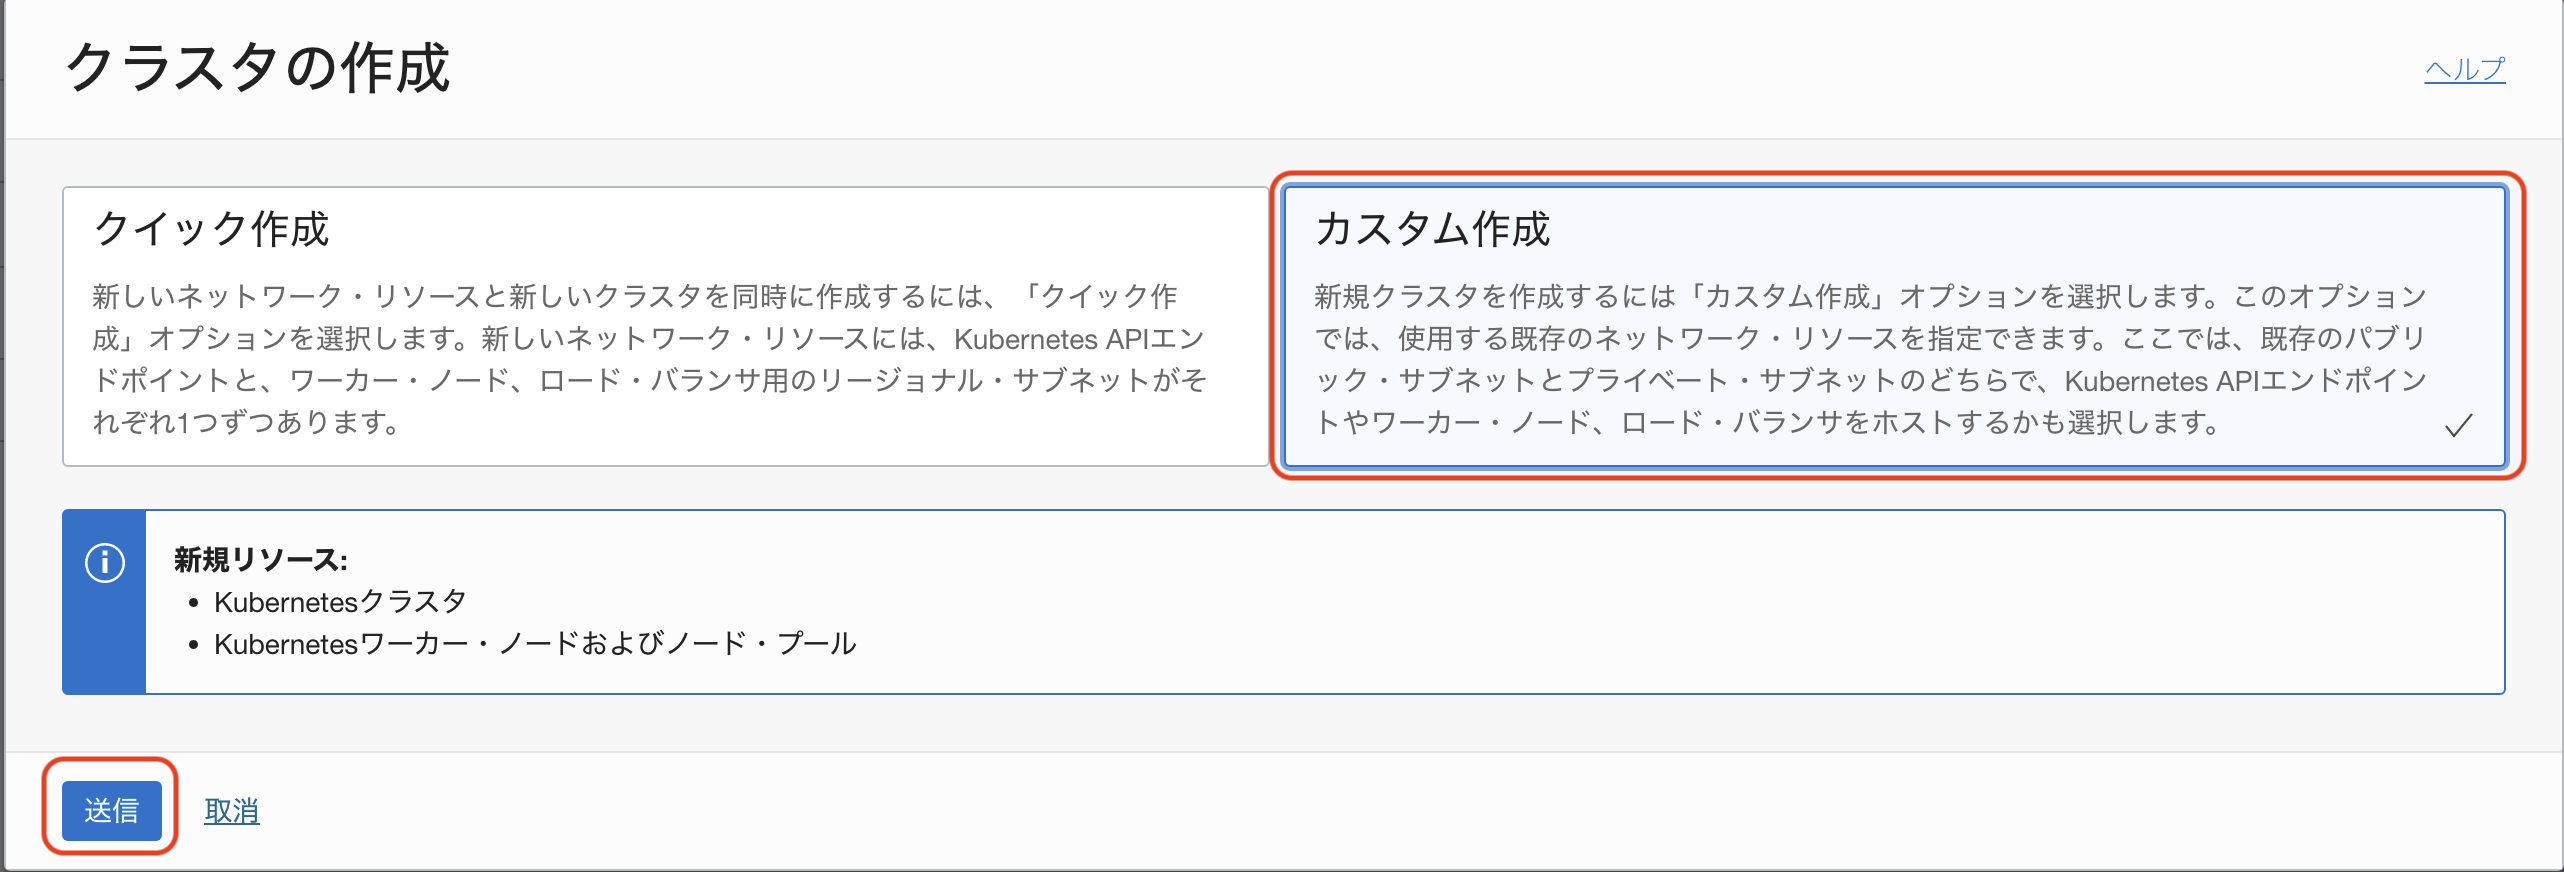 クラスタの作成
ヘルプ
クイック作成
新しいネットワーク・リソースと新しいクラスタを同時に作成するには、「クイック作
成」オプションを選択します。新しいネットワーク・リソースには、Kubernetes APIエン
ドポイントと、ワーカー・ノード、ロード・バランサ用のリージョナル・サブネットがそ
れぞれ1つずつあります。
カスタム作成
新規クラスタを作成するには「カスタム作成」オプションを選択します。このオプション
では、使用する既存のネットワーク・リソースを指定できます。ここでは、既存のパブリ
ック・サブネットとプライベート・サブネットのどちらで、Kubernetes APIエンドポイン
トやワーカー・ノード、ロード・バランサをホストするかも選択します。
新規リソース:
• Kubernetesクラスタ
• Kubernetesワーカー・ノードおよびノード・プール
送信
取消